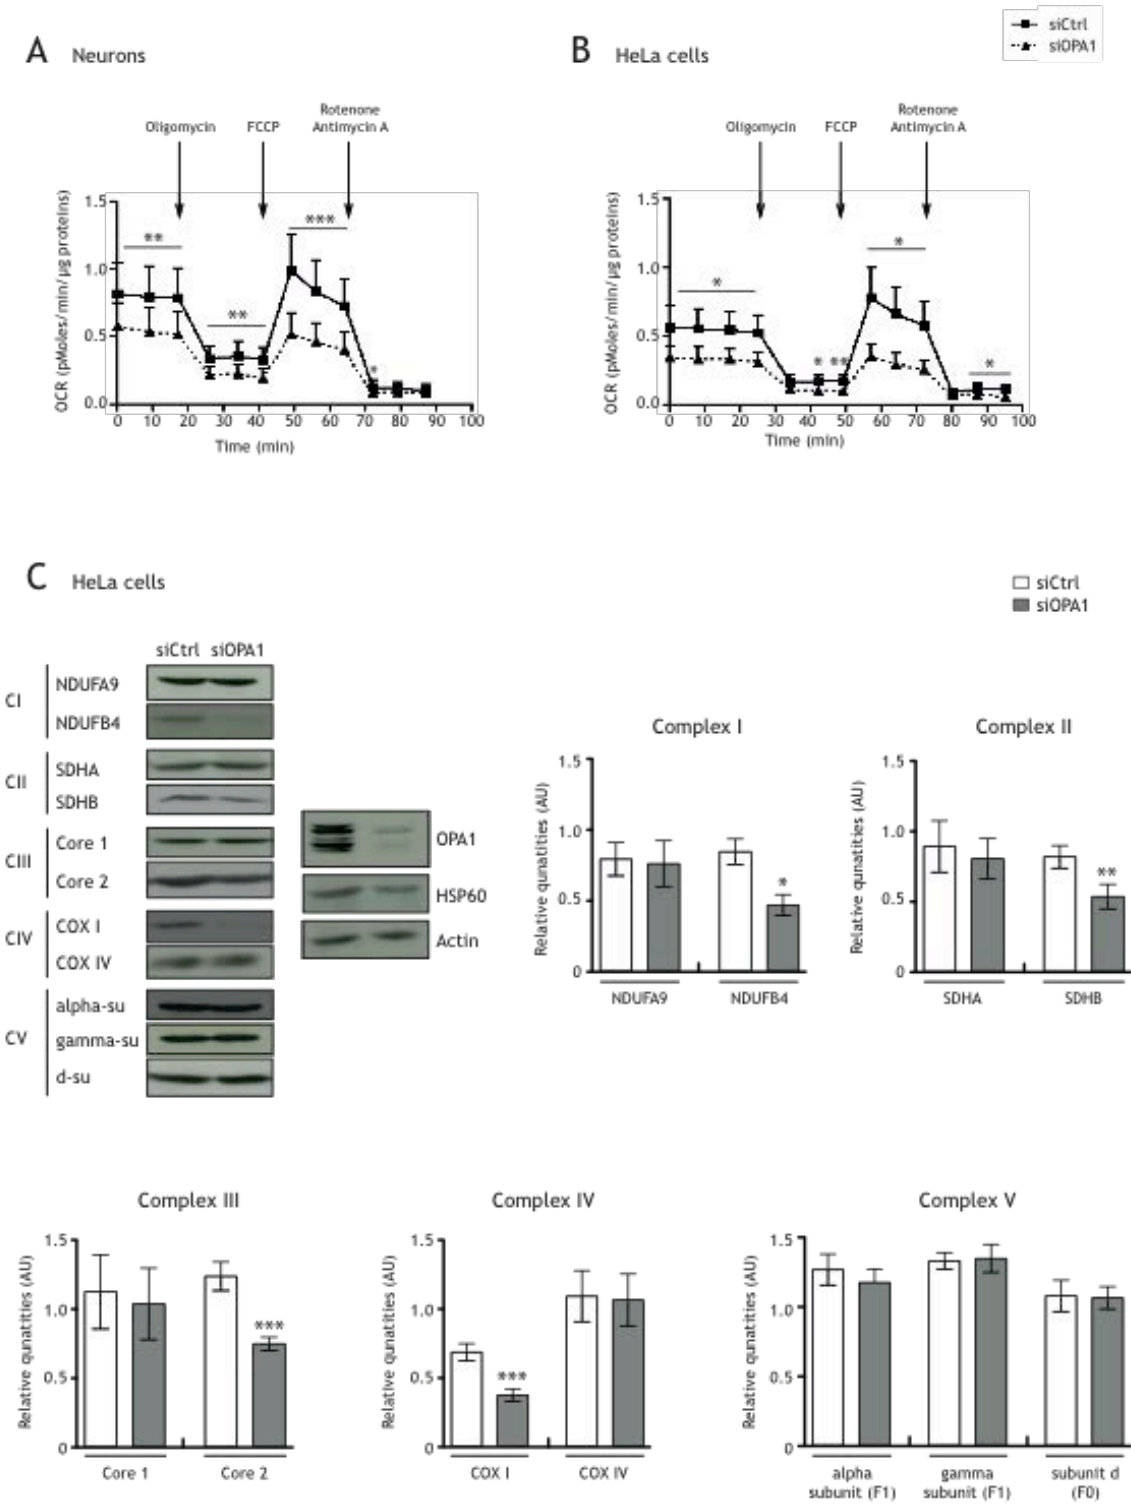 siCtrl
siOPA1
A Neurons
B HeLa cells
Oligomycin
FCCP
Rotenone
Antimycin A
OCR (pMoles/min/µg proteins)
1.5
1.0
0.5
0.0
**
**
***
*
0 10 20 30 40 50 60 70 80 90 100
Time (min)
Oligomycin
FCCP
Rotenone
Antimycin A
OCR (pMoles/min/µg proteins)
1.5
1.0
0.5
0.0
*
* **
*
*
0 10 20 30 40 50 60 70 80 90 100
Time (min)
C HeLa cells
siCtrl
siOPA1
siCtrl siOPA1
CI
NDUFA9
NDUFB4
CII
SDHA
SDHB
CIII
Core 1
Core 2
CIV
COX I
COX IV
CV
alpha-su
gamma-su
d-su
OPA1
HSP60
Actin
Complex I
Relative qunatities (AU)
1.5
1.0
0.5
0
*
NDUFA9 NDUFB4
Complex II
Relative qunatities (AU)
1.5
1.0
0.5
0
**
SDHA SDHB
Complex III
Relative qunatities (AU)
1.5
1.0
0.5
0
***
Core 1 Core 2
Complex IV
Relative qunatities (AU)
1.5
1.0
0.5
0
***
COX I COX IV
Complex V
Relative qunatities (AU)
1.5
1.0
0.5
0
alpha
subunit (F1)
gamma
subunit (F1)
subunit d
(F0)